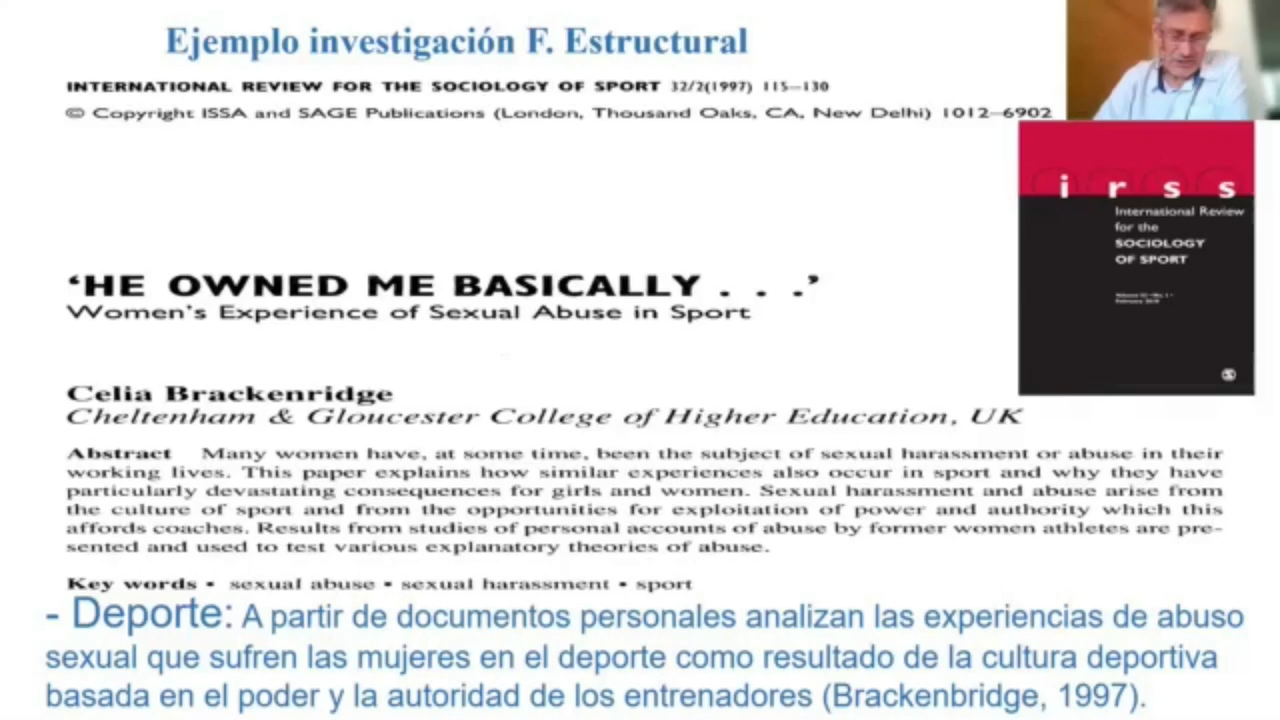 Ejemplo investigación F. Estructural
INTERNATIONAL REVIEW FOR THE SOCIOLOGY OF SPORT 32/2(1997) 115–130
© Copyright ISSA and SAGE Publications (London, Thousand Oaks, CA, New Delhi) 1012–6902
i r s s
International Review
for the
SOCIOLOGY
OF SPORT
‘HE OWNED ME BASICALLY . . .’
Women's Experience of Sexual Abuse in Sport
Celia Brackenridge
Cheltenham & Gloucester College of Higher Education, UK
Abstract Many women have, at some time, been the subject of sexual harassment or abuse in their
working lives. This paper explains how similar experiences also occur in sport and why they have
particularly devastating consequences for girls and women. Sexual harassment and abuse arise from
the culture of sport and from the opportunities for exploitation of power and authority which this
affords coaches. Results from studies of personal accounts of abuse by former women athletes are pre-
sented and used to test various explanatory theories of abuse.
Key words • sexual abuse • sexual harassment • sport
- Deporte: A partir de documentos personales analizan las experiencias de abuso
sexual que sufren las mujeres en el deporte como resultado de la cultura deportiva
basada en el poder y la autoridad de los entrenadores (Brackenbridge, 1997).